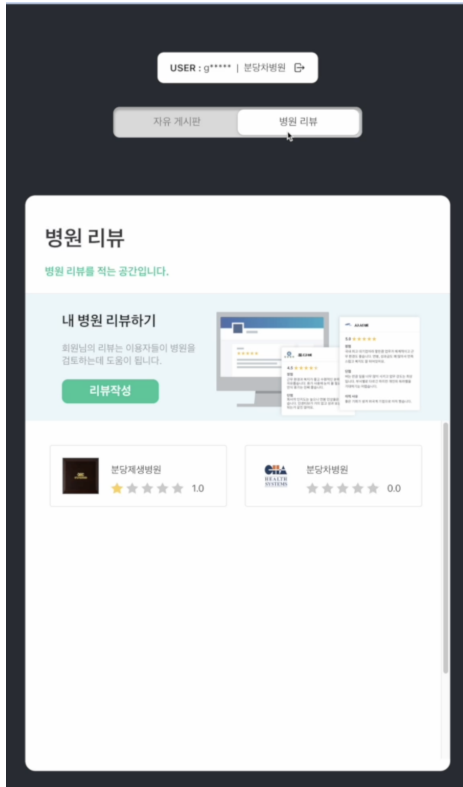 USER : g***** | 분당차병원
자유 게시판
병원 리뷰
병원 리뷰
병원 리뷰를 적는 공간입니다.
내 병원 리뷰하기
회원님의 리뷰는 이용자들이 병원을
검토하는데 도움이 됩니다.
리뷰작성
분당제생병원
1.0
CHA
HEALTH
SYSTEMS
분당차병원
0.0